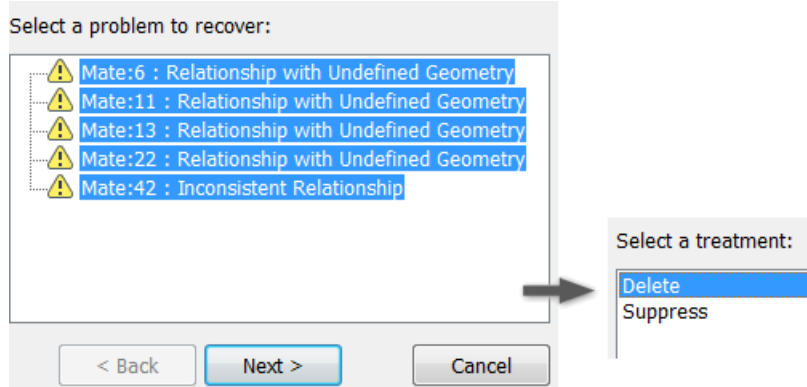 Select a problem to recover:
Mate:6 : Relationship with Undefined Geometry
Mate:11 : Relationship with Undefined Geometry
Mate:13 : Relationship with Undefined Geometry
Mate:22 : Relationship with Undefined Geometry
Mate:42 : Inconsistent Relationship
< Back
Next >
Cancel
Select a treatment:
Delete
Suppress